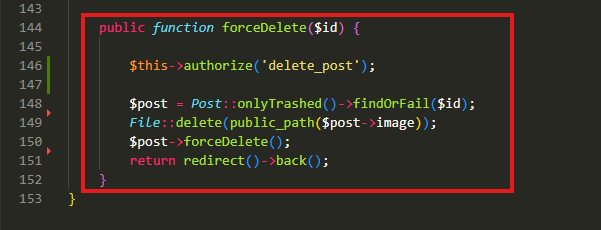 143
144 public function forceDelete($id) {
145
146 $this->authorize('delete_post');
147
148 $post = Post::onlyTrashed()->findOrFail($id);
149 File::delete(public_path($post->image));
150 $post->forceDelete();
151 return redirect()->back();
152 }
153 }